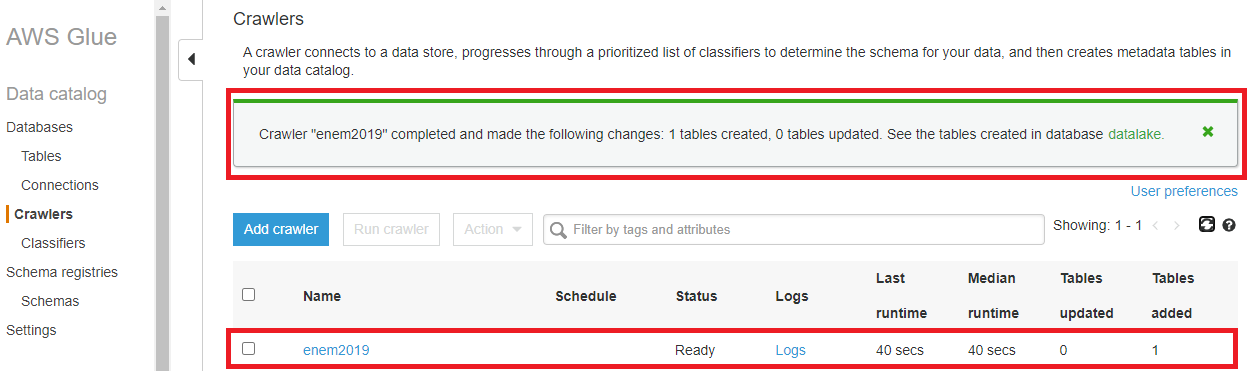 AWS Glue
Data catalog
Databases
Tables
Connections
Crawlers
Classifiers
Schema registries
Schemas
Settings
Crawlers
A crawler connects to a data store, progresses through a prioritized list of classifiers to determine the schema for your data, and then creates metadata tables in
your data catalog.
Crawler "enem2019" completed and made the following changes: 1 tables created, 0 tables updated. See the tables created in database datalake.
User preferences
Add crawler Run crawler Action Filter by tags and attributes Showing: 1 - 1
Name Schedule Status Logs Last runtime Median runtime Tables updated Tables added
enem2019 Ready Logs 40 secs 40 secs 0 1